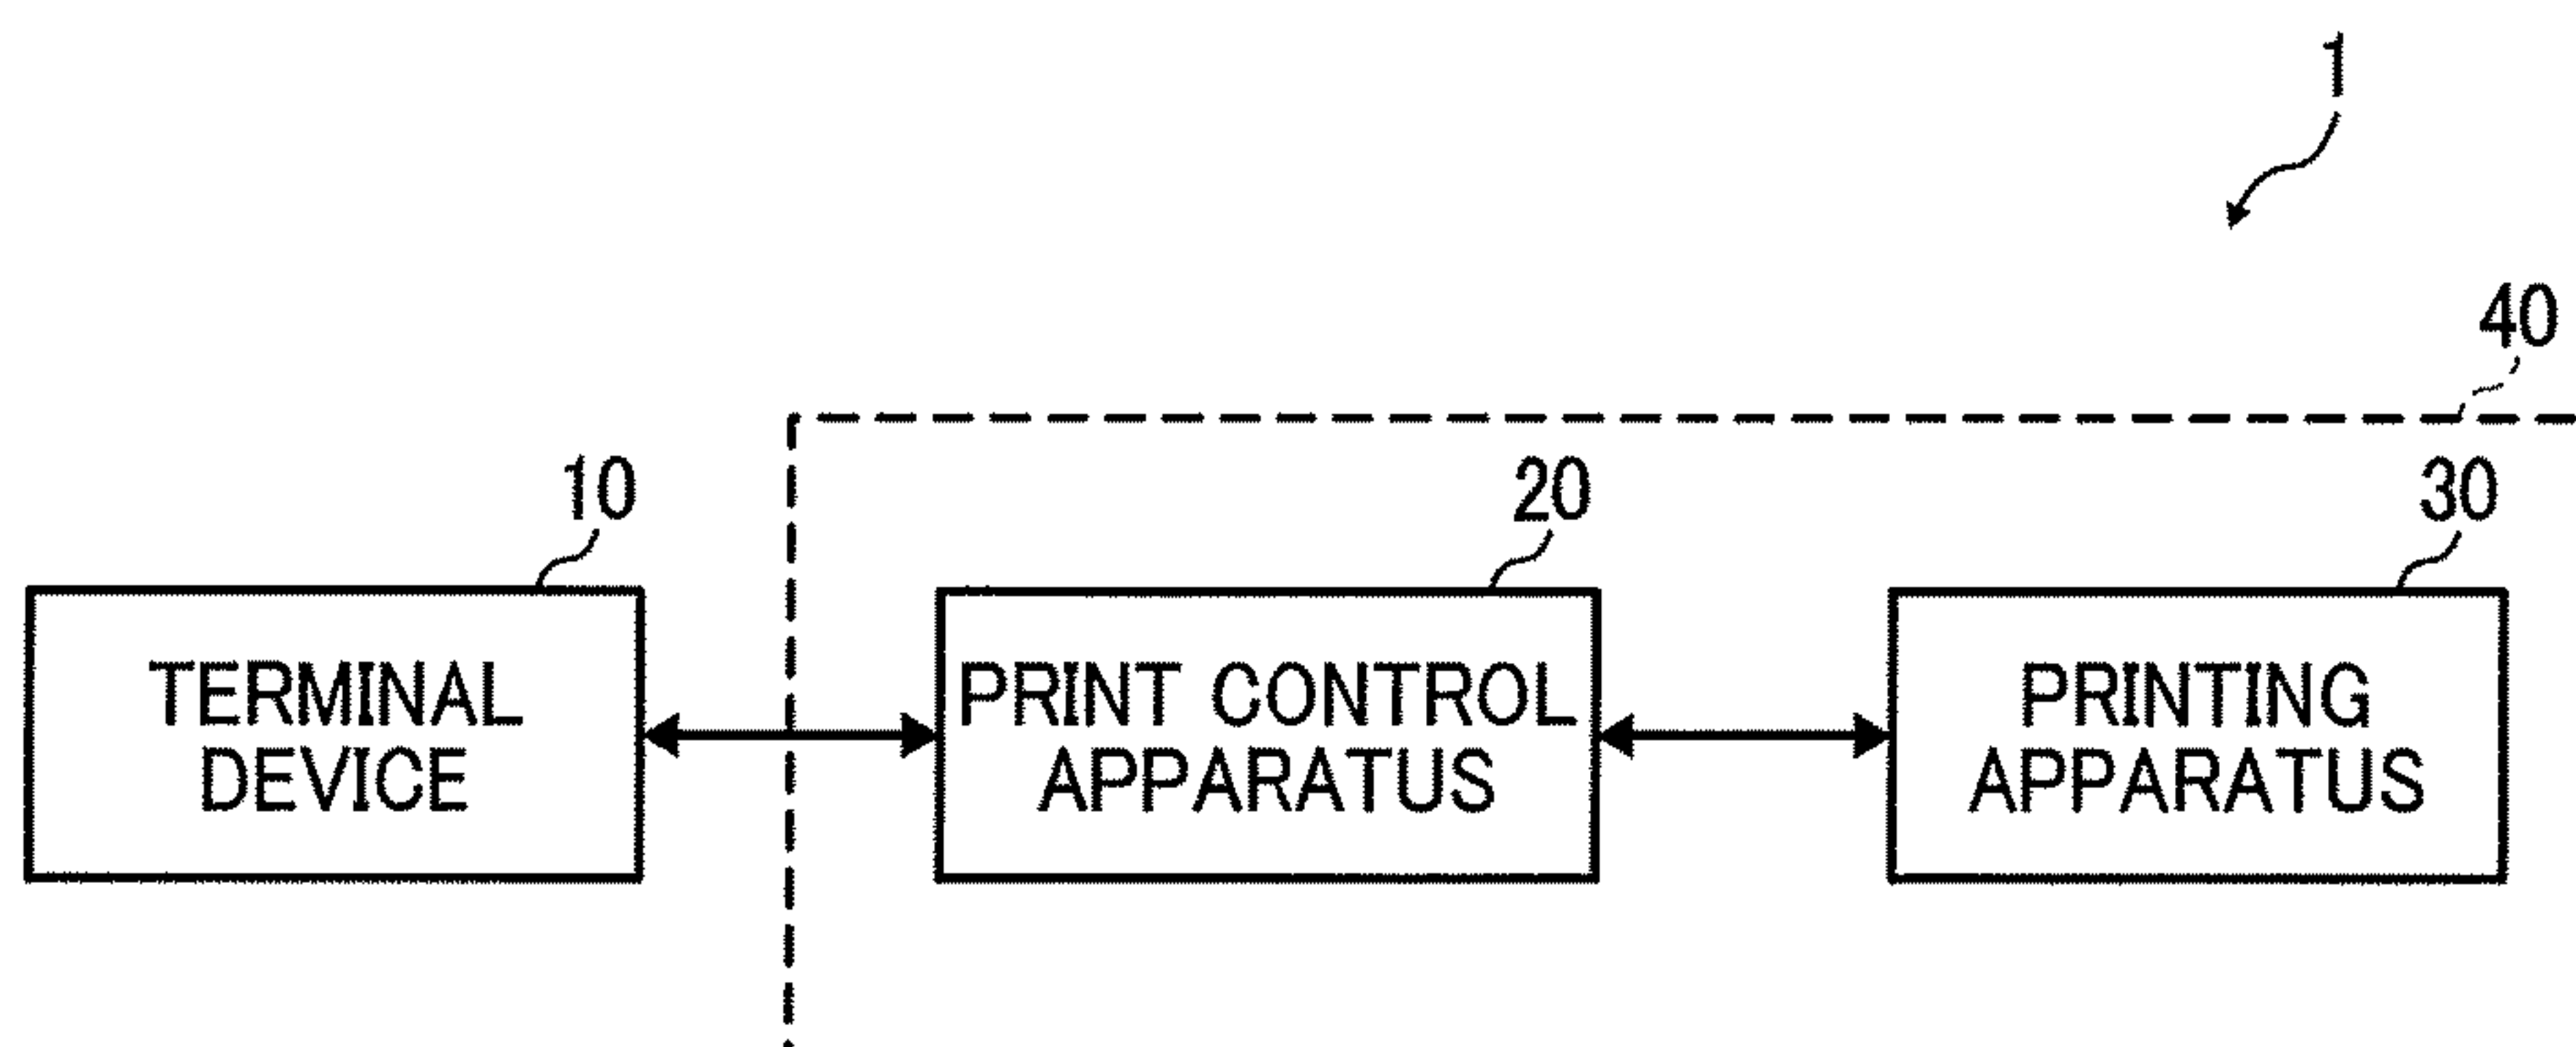 1
40
10
20
30
TERMINAL
DEVICE
PRINT CONTROL
APPARATUS
PRINTING
APPARATUS